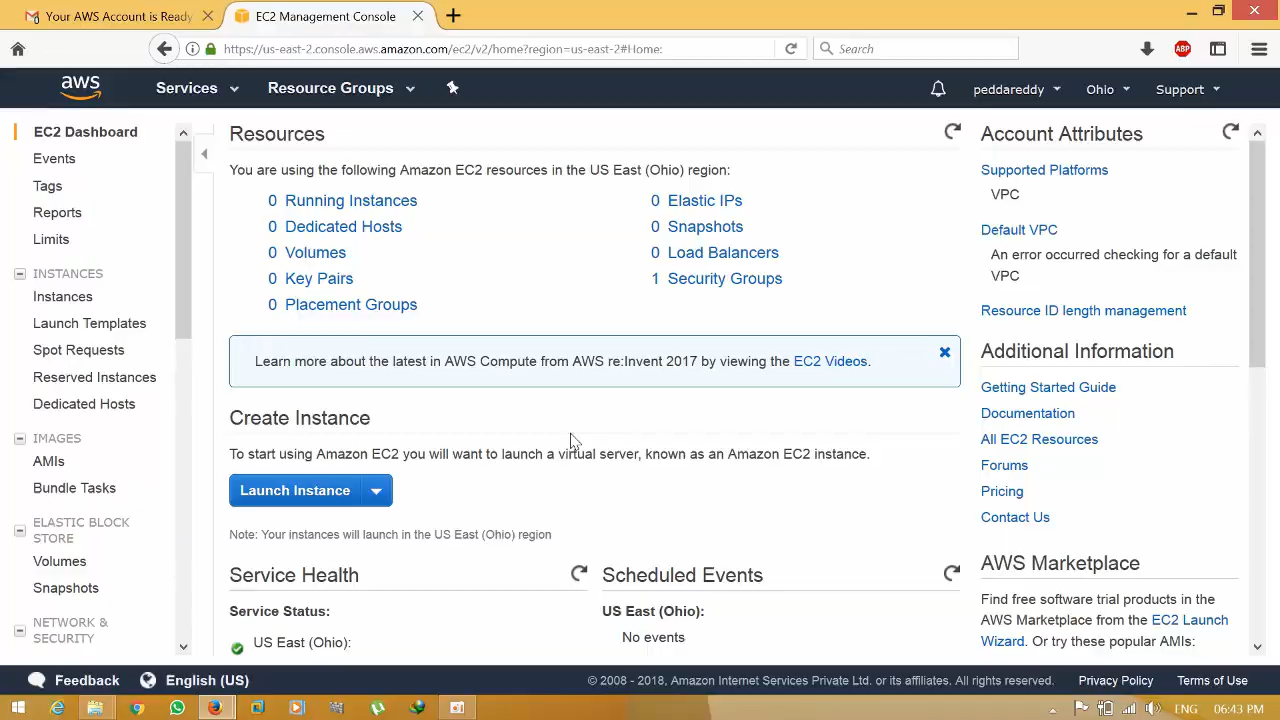 Your AWS Account is Ready
EC2 Management Console
https://us-east-2.console.aws.amazon.com/ec2/v2/home?region=us-east-2#Home:
Search
ABP
aws
Services
Resource Groups
peddareddy
Ohio
Support
EC2 Dashboard
Events
Tags
Reports
Limits
INSTANCES
Instances
Launch Templates
Spot Requests
Reserved Instances
Dedicated Hosts
IMAGES
AMIs
Bundle Tasks
ELASTIC BLOCK
STORE
Volumes
Snapshots
NETWORK &
SECURITY
Resources
You are using the following Amazon EC2 resources in the US East (Ohio) region:
0 Running Instances
0 Elastic IPs
0 Dedicated Hosts
0 Snapshots
0 Volumes
0 Load Balancers
0 Key Pairs
1 Security Groups
0 Placement Groups
Learn more about the latest in AWS Compute from AWS re:Invent 2017 by viewing the EC2 Videos.
Create Instance
To start using Amazon EC2 you will want to launch a virtual server, known as an Amazon EC2 instance.
Launch Instance
Note: Your instances will launch in the US East (Ohio) region
Service Health
Service Status:
US East (Ohio):
Scheduled Events
US East (Ohio):
No events
Account Attributes
Supported Platforms
VPC
Default VPC
An error occurred checking for a default
VPC
Resource ID length management
Additional Information
Getting Started Guide
Documentation
All EC2 Resources
Forums
Pricing
Contact Us
AWS Marketplace
Find free software trial products in the
AWS Marketplace from the EC2 Launch
Wizard. Or try these popular AMIs:
Feedback
English (US)
© 2008 - 2018, Amazon Internet Services Private Ltd. or its affiliates. All rights reserved.
Privacy Policy
Terms of Use
ENG
06:43 PM